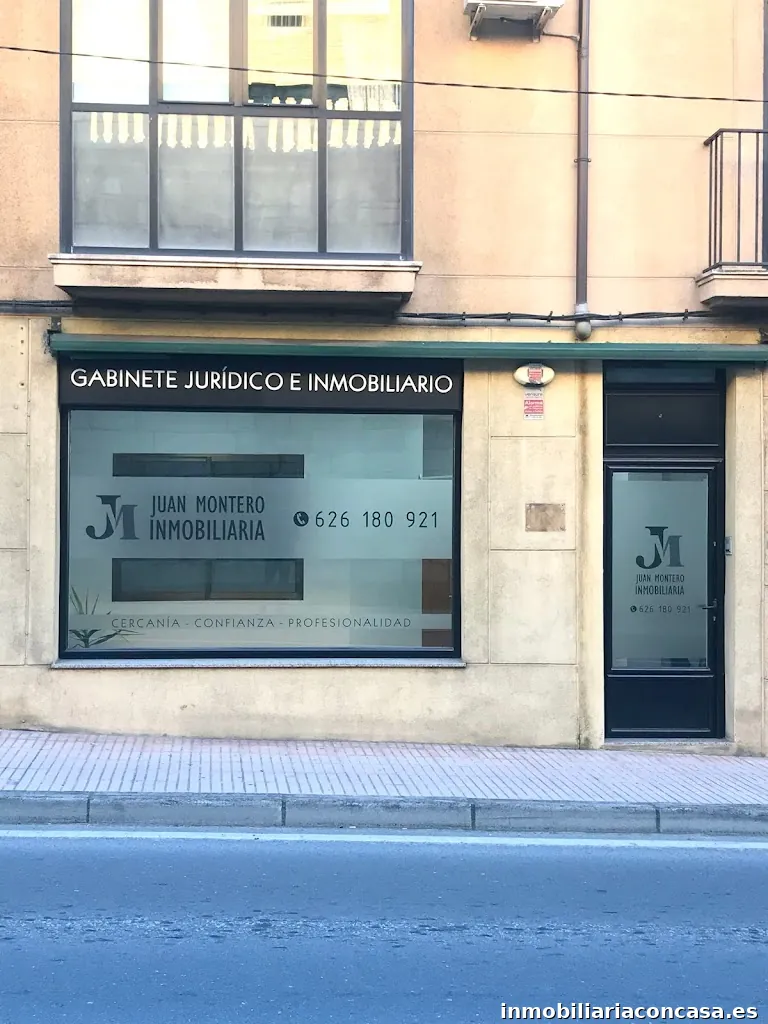 GABINETE JURÍDICO E INMOBILIARIO
JM JUAN MONTERO
INMOBILIARIA
626 180 921
CERCANÍA - CONFIANZA - PROFESIONALIDAD
JM
JUAN MONTERO
INMOBILIARIA
626 180 921
inmobiliariaconcasa.es